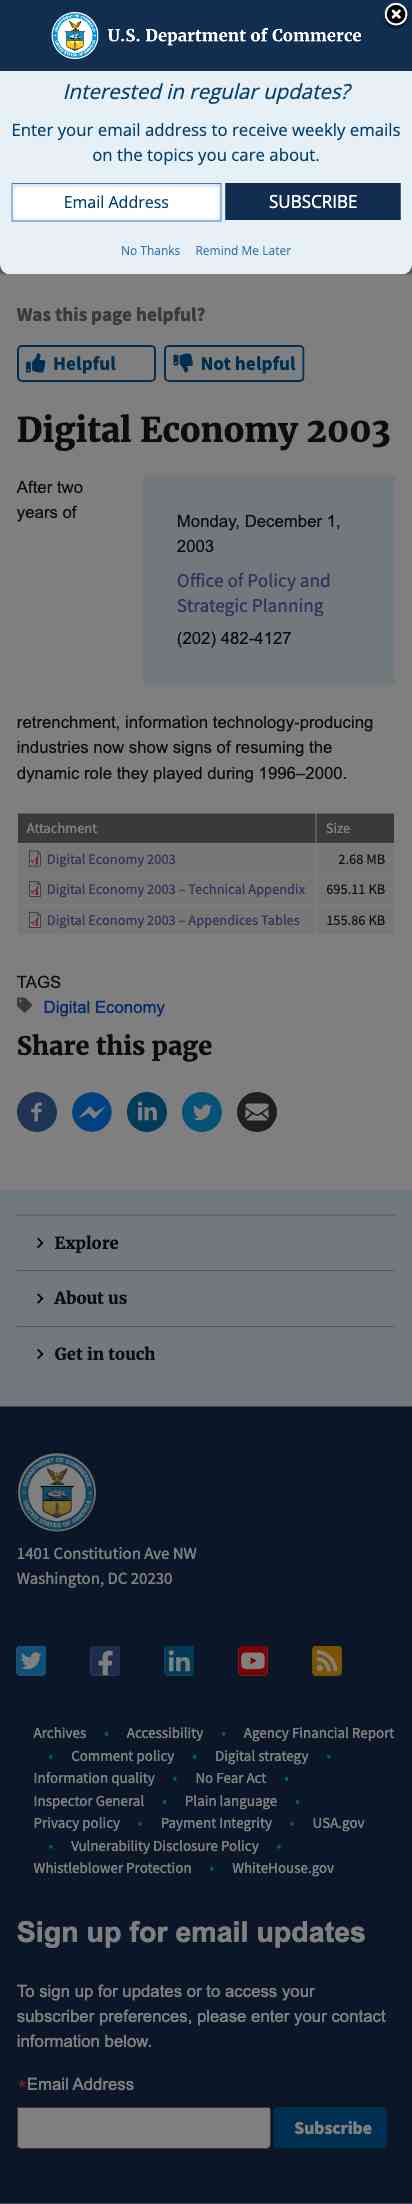 U.S. Department of Commerce
Interested in regular updates?
Enter your email address to receive weekly emails
on the topics you care about.
Email Address
SUBSCRIBE
No Thanks Remind Me Later
Was this page helpful?
Helpful
Not helpful
Digital Economy 2003
After two
years of
Monday, December 1,
2003
Office of Policy and
Strategic Planning
(202) 482-4127
retrenchment, information technology-producing
industries now show signs of resuming the
dynamic role they played during 1996–2000.
Attachment Size
Digital Economy 2003 2.68 MB
Digital Economy 2003 – Technical Appendix 695.11 KB
Digital Economy 2003 – Appendices Tables 155.86 KB
TAGS
Digital Economy
Share this page
Explore
About us
Get in touch
1401 Constitution Ave NW
Washington, DC 20230
Archives • Accessibility • Agency Financial Report
• Comment policy • Digital strategy •
Information quality • No Fear Act •
Inspector General • Plain language •
Privacy policy • Payment Integrity • USA.gov
• Vulnerability Disclosure Policy •
Whistleblower Protection • WhiteHouse.gov
Sign up for email updates
To sign up for updates or to access your
subscriber preferences, please enter your contact
information below.
*Email Address
Subscribe